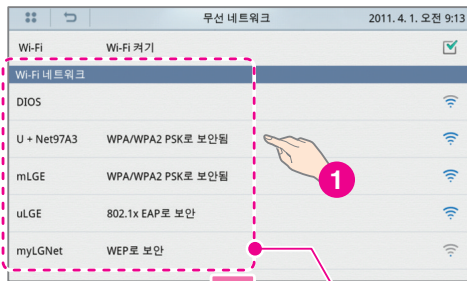 무선 네트워크 2011. 4. 1. 오전 9:13
Wi-Fi Wi-Fi 켜기
Wi-Fi 네트워크
DIOS
U + Net97A3 WPA/WPA2 PSK로 보안됨
mLGE WPA/WPA2 PSK로 보안됨
1
uLGE 802.1x EAP로 보안
myLGNet WEP로 보안